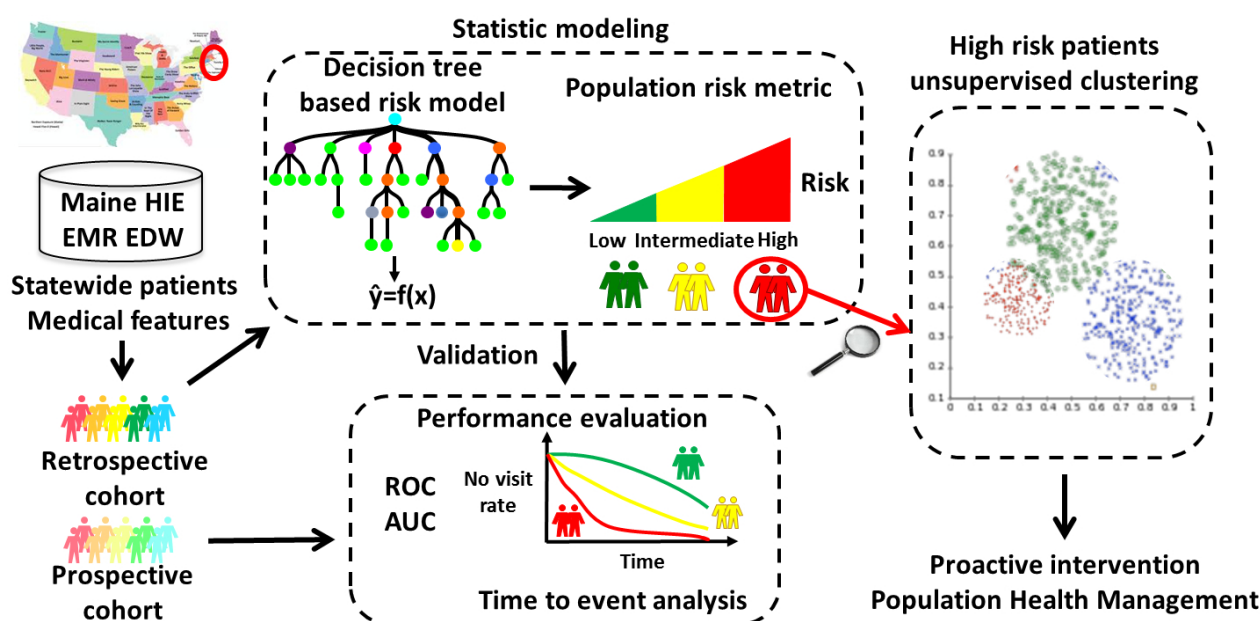 Maine HIE
EMR EDW
Statewide patients
Medical features
Retrospective
cohort
Prospective
cohort
Statistic modeling
Decision tree
based risk model
ŷ=f(x)
Population risk metric
Risk
Low Intermediate High
Validation
Performance evaluation
ROC
AUC
No visit
rate
Time
Time to event analysis
High risk patients
unsupervised clustering
0.9
0.8
0.7
0.6
0.5
0.4
0.3
0.2
0.1
0 0.1 0.2 0.3 0.4 0.5 0.6 0.7 0.8 0.9 1
Proactive intervention
Population Health Management